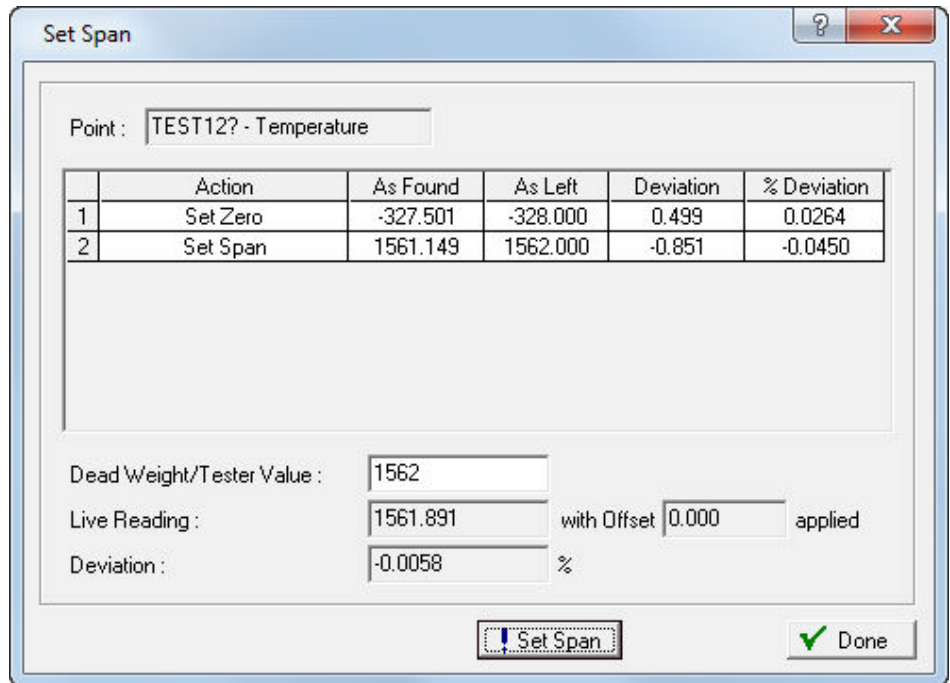 Set Span
Point : TEST12? - Temperature
Action As Found As Left Deviation % Deviation
1 Set Zero -327.501 -328.000 0.499 0.0264
2 Set Span 1561.149 1562.000 -0.851 -0.0450
Dead Weight/Tester Value : 1562
Live Reading : 1561.891 with Offset 0.000 applied
Deviation : -0.0058 %
! Set Span Done